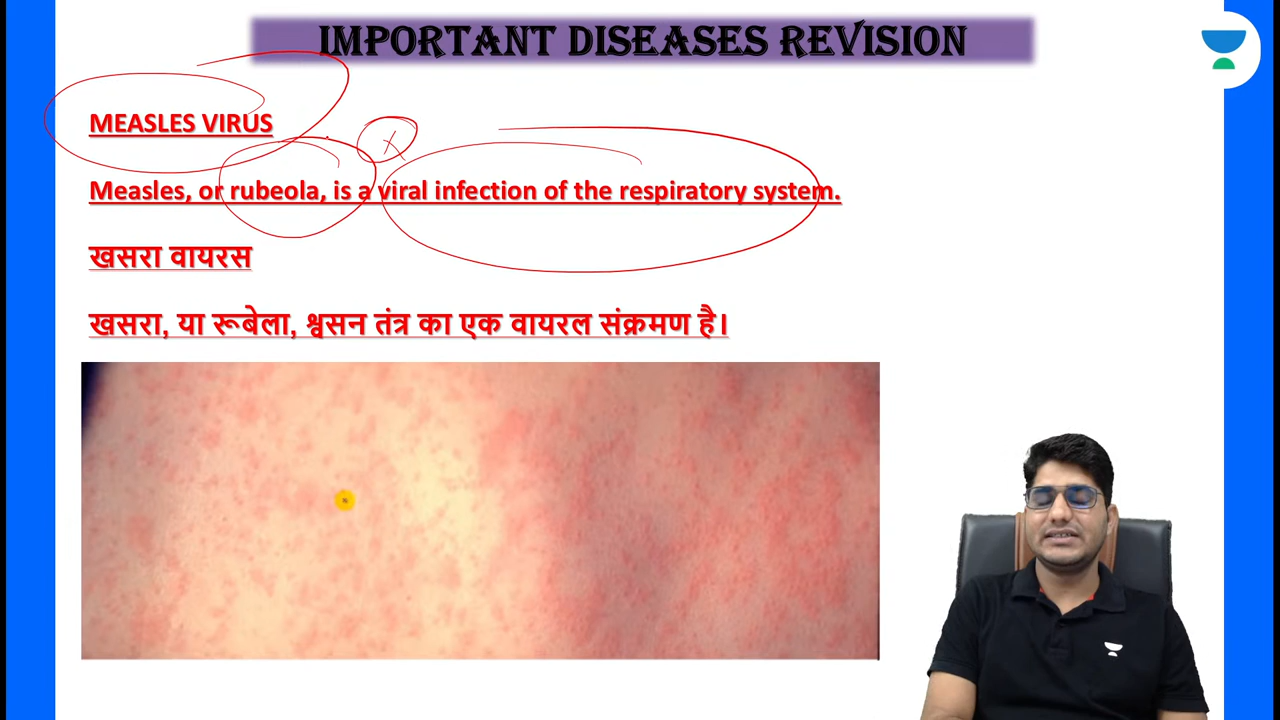 IMPORTANT DISEASES REVISION
MEASLES VIRUS
Measles, or rubeola, is a viral infection of the respiratory system.
खसरा वायरस
खसरा, या रूबेला, श्वसन तंत्र का एक वायरल संक्रमण है।